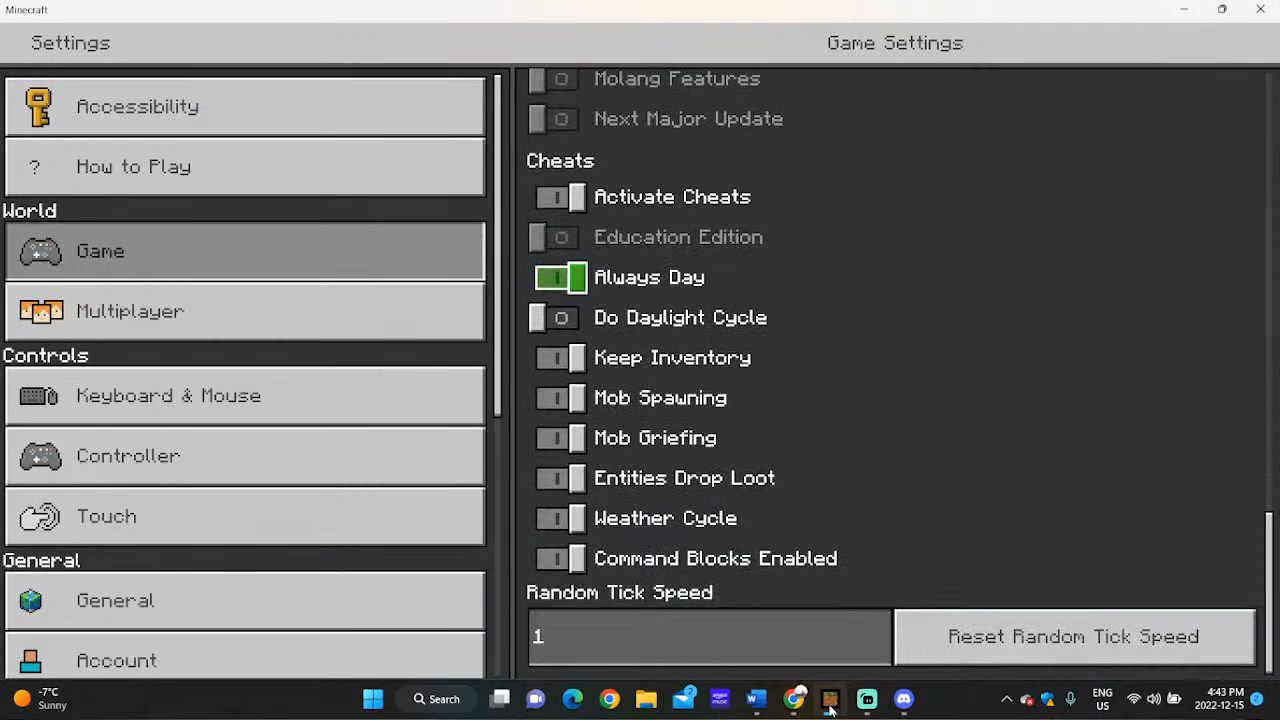 Minecraft
Settings
Game Settings
Accessibility
How to Play
World
Game
Multiplayer
Controls
Keyboard & Mouse
Controller
Touch
General
General
Account
Molang Features
Next Major Update
Cheats
Activate Cheats
Education Edition
Always Day
Do Daylight Cycle
Keep Inventory
Mob Spawning
Mob Griefing
Entities Drop Loot
Weather Cycle
Command Blocks Enabled
Random Tick Speed
1
Reset Random Tick Speed
-7°C
Sunny
Search
2
ENG
US
4:43 PM
2022-12-15
2